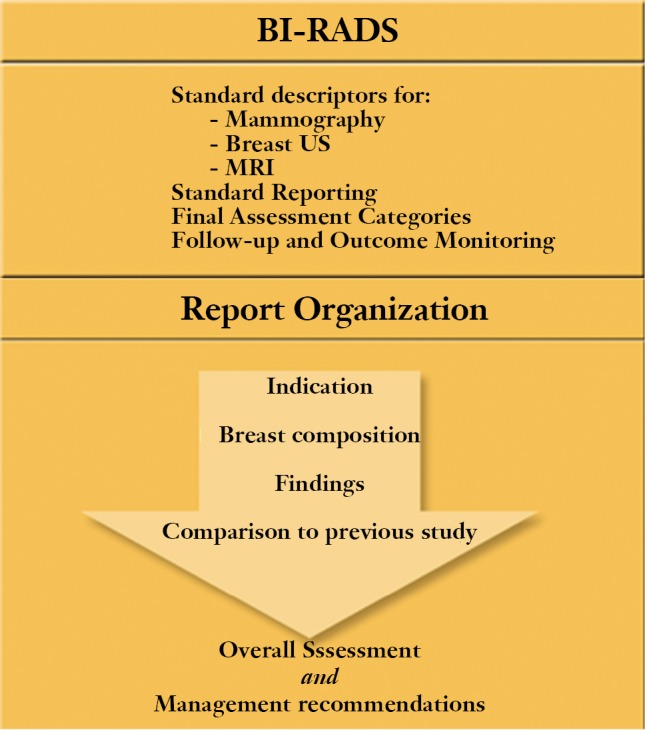 BI-RADS
Standard descriptors for:
- Mammography
- Breast US
- MRI
Standard Reporting
Final Assessment Categories
Follow-up and Outcome Monitoring
Report Organization
Indication
Breast composition
Findings
Comparison to previous study
Overall Sssessment
and
Management recommendations